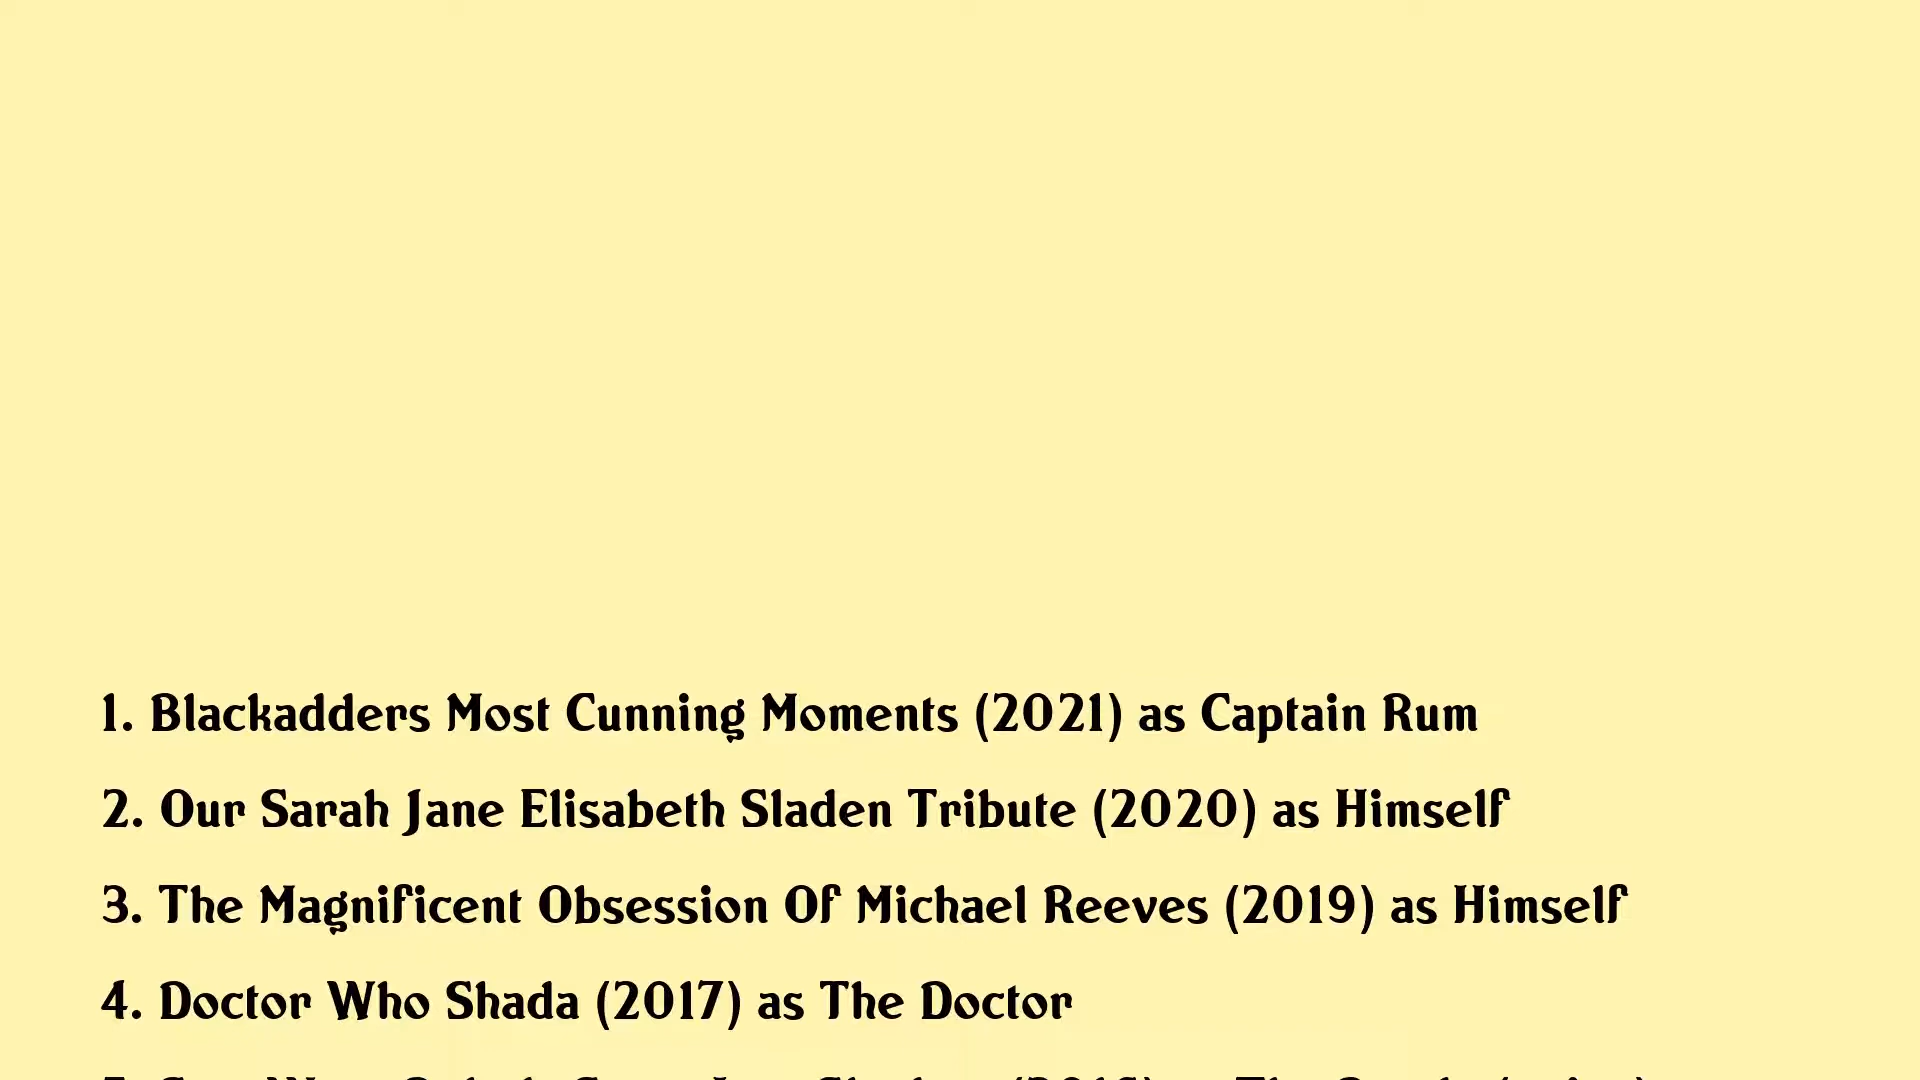 1. Blackadders Most Cunning Moments (2021) as Captain Rum
2. Our Sarah Jane Elisabeth Sladen Tribute (2020) as Himself
3. The Magnificent Obsession Of Michael Reeves (2019) as Himself
4. Doctor Who Shada (2017) as The Doctor